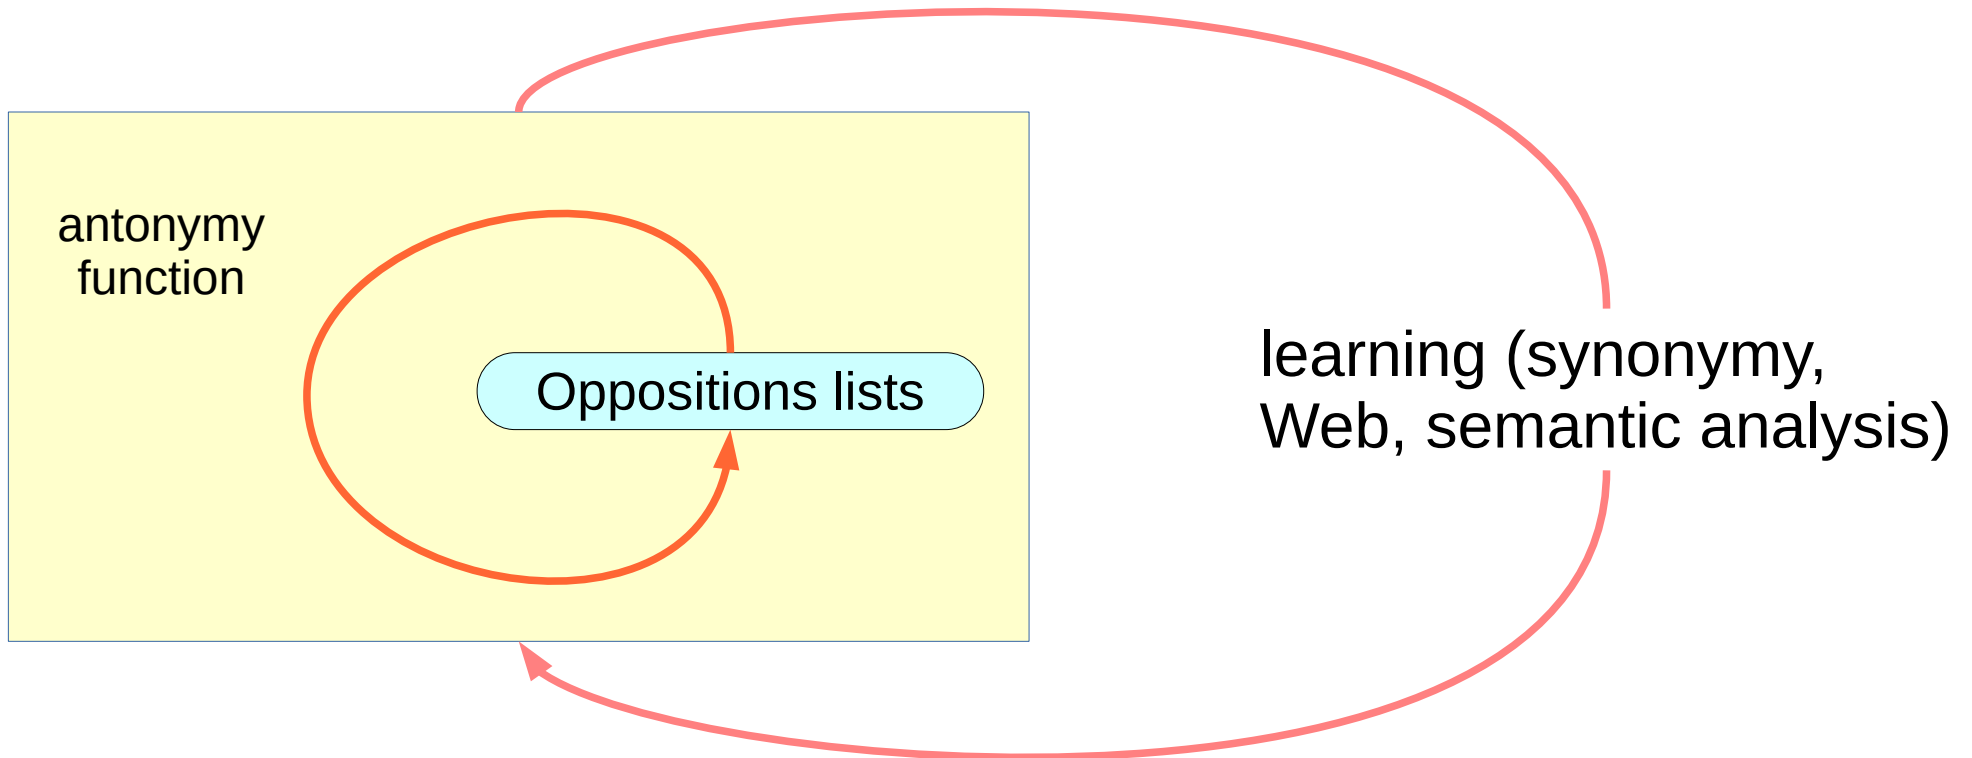 antonymy
function
Oppositions lists
learning (synonymy,
Web, semantic analysis)